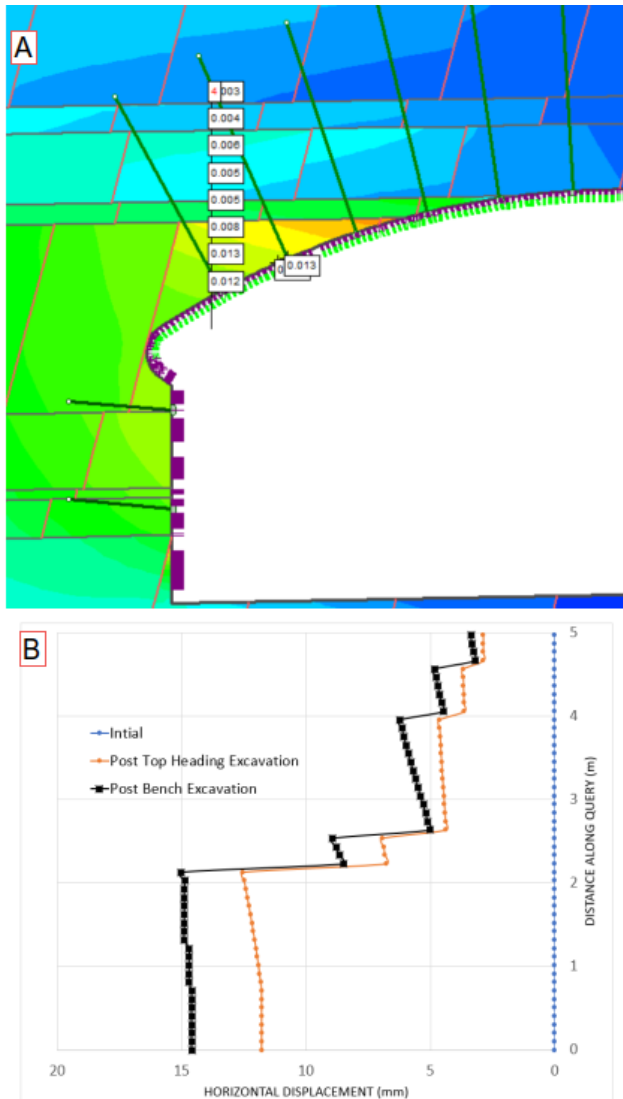 A
4 003
0.004
0.006
0.005
0.005
0.008
0.013
0.013
0.012
B
5
Intial
Post Top Heading Excavation
Post Bench Excavation
4
3
2
1
0
DISTANCE ALONG QUERY (m)
20 15 10 5 0
HORIZONTAL DISPLACEMENT (mm)